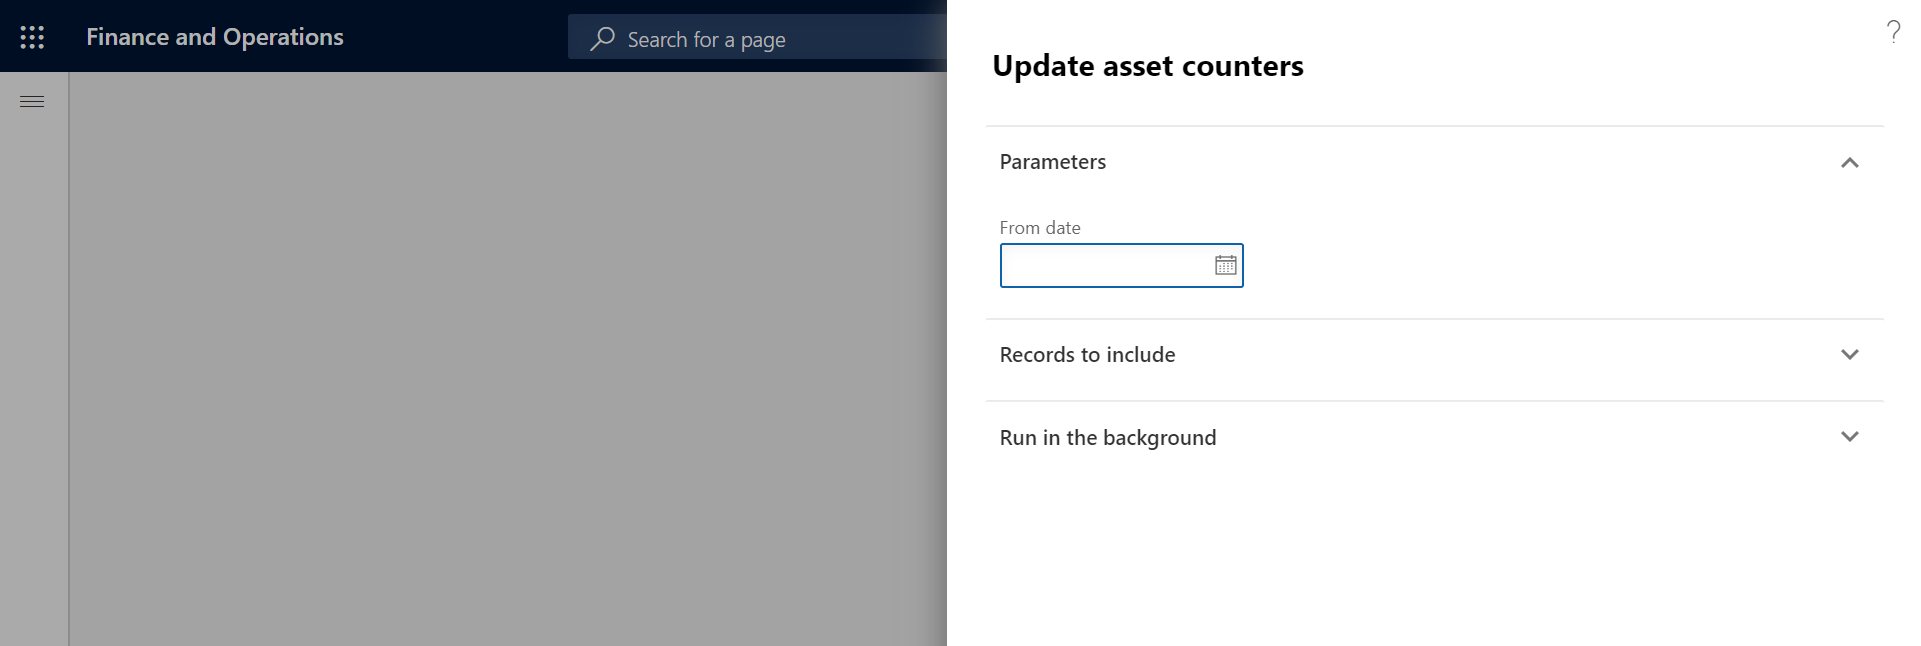 Finance and Operations
Search for a page
?
Update asset counters
Parameters
From date
Records to include
Run in the background